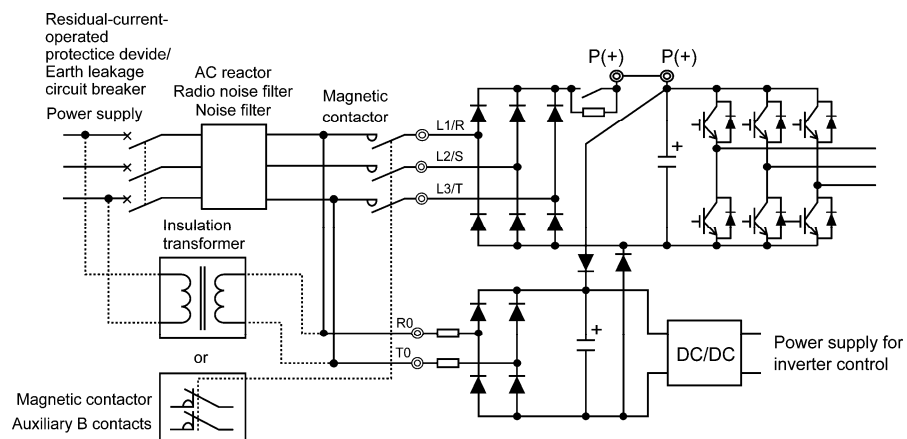 Residual-current-
operated
protectice devide/
Earth leakage
circuit breaker
Power supply
AC reactor
Radio noise filter
Noise filter
Magnetic
contactor
L1/R
L2/S
L3/T
P(+)
P(+)
+
Insulation
transformer
or
Magnetic contactor
Auxiliary B contacts
R0
T0
+
DC/DC
Power supply for
inverter control